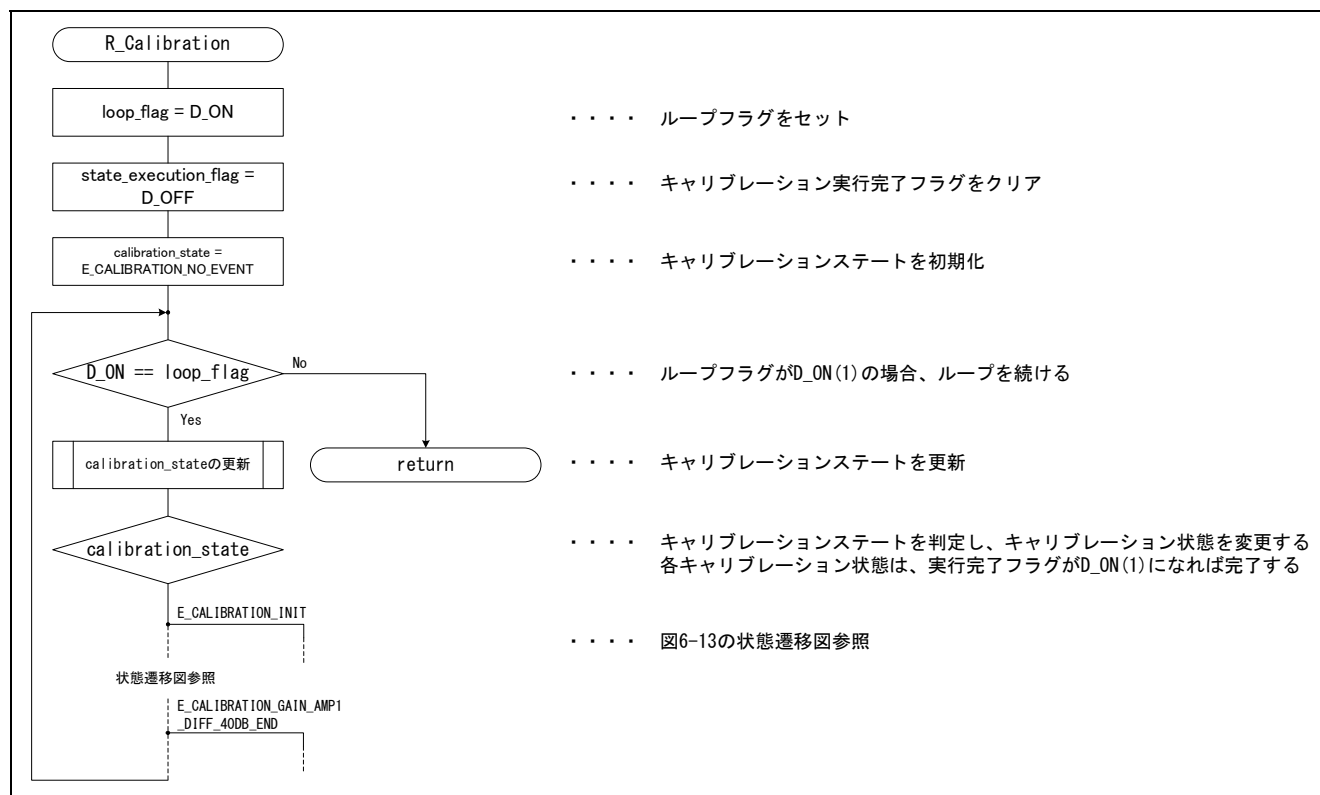 R_Calibration
loop_flag = D_ON
・・・・ ループフラグをセット
state_execution_flag =
D_OFF
・・・・ キャリブレーション実行完了フラグをクリア
calibration_state =
E_CALIBRATION_NO_EVENT
・・・・ キャリブレーションステートを初期化
D_ON == loop_flag
No
・・・・ ループフラグがD_ON(1)の場合、ループを続ける
Yes
calibration_stateの更新
return
・・・・ キャリブレーションステートを更新
calibration_state
・・・・ キャリブレーションステートを判定し、キャリブレーション状態を変更する
各キャリブレーション状態は、実行完了フラグがD_ON(1)になれば完了する
E_CALIBRATION_INIT
・・・・ 図6-13の状態遷移図参照
状態遷移図参照
E_CALIBRATION_GAIN_AMP1
_DIFF_40DB_END